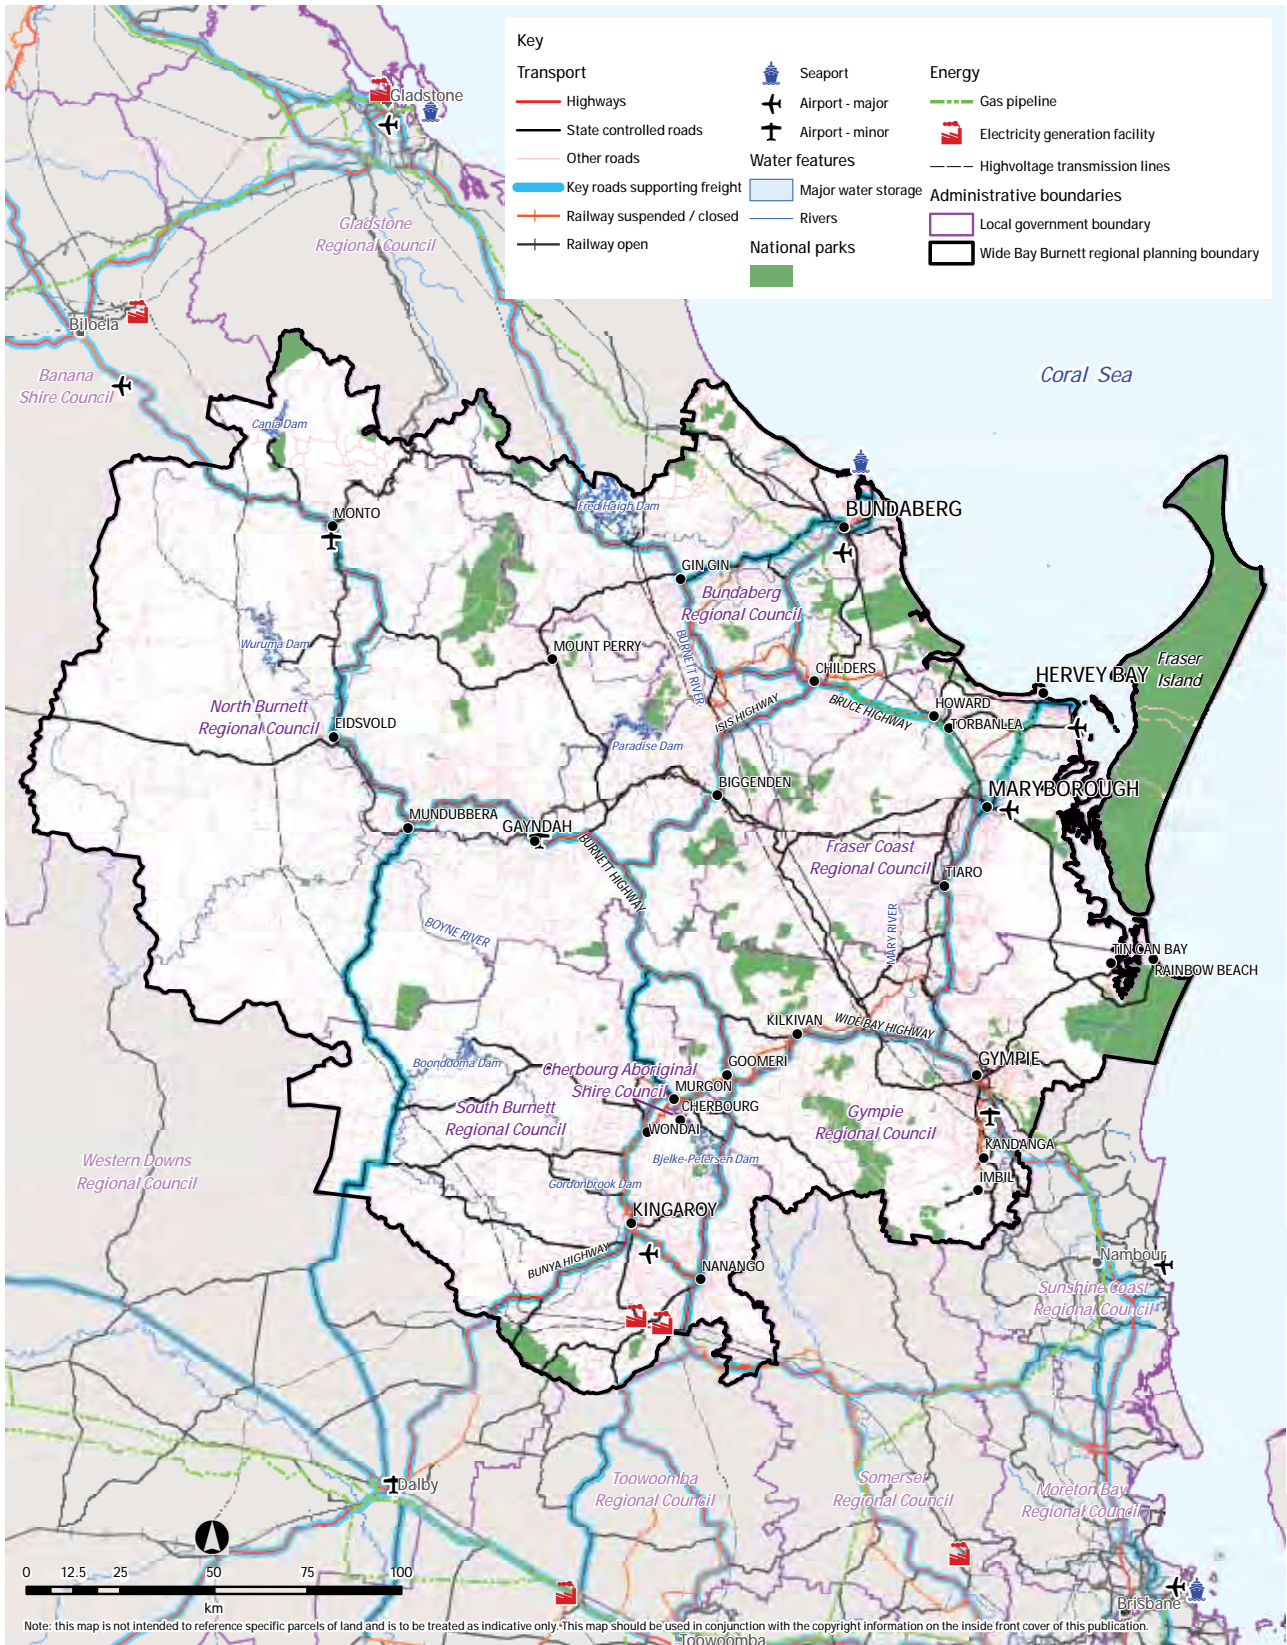 Key
Transport
Highways
State controlled roads
Other roads
Key roads supporting freight
Railway suspended / closed
Railway open
Seaport
Airport - major
Airport - minor
Water features
Major water storage
Rivers
National parks
Energy
Gas pipeline
Electricity generation facility
Highvoltage transmission lines
Administrative boundaries
Local government boundary
Wide Bay Burnett regional planning boundary
Gladstone
Gladstone
Regional Council
Biloela
Banana
Shire Council
Coral Sea
Cania Dam
Fred Haigh Dam
MONTO
BUNDABERG
GIN GIN
Bundaberg
Regional Council
BURNETT RIVER
Wuruma Dam
MOUNT PERRY
Fraser
Island
CHILDERS
HERVEY BAY
North Burnett
Regional Council
EIDSVOLD
ISIS HIGHWAY
BRUCE HIGHWAY
HOWARD
TORBANLEA
Paradise Dam
BIGGENDEN
MARYBOROUGH
MUNDUBBERA
GAYNDAH
BURNETT HIGHWAY
Fraser Coast
Regional Council
TIARO
BOYNE RIVER
MARY RIVER
TIN CAN BAY
RAINBOW BEACH
KILKIVAN
WIDE BAY HIGHWAY
Boondooma Dam
Cherbourg Aboriginal
Shire Council
GOOMERI
GYMPIE
MURGON
CHERBOURG
South Burnett
Regional Council
WONDAI
Gympie
Regional Council
KANDANGA
Western Downs
Regional Council
Bjelke-Petersen Dam
Gordonbrook Dam
IMBIL
KINGAROY
BUNYA HIGHWAY
NANANGO
Nambour
Sunshine Coast
Regional Council
Dalby
Toowoomba
Regional Council
Somerset
Regional Council
Moreton Bay
Regional Council
0 12.5 25 50 75 100
km
Brisbane
Note: this map is not intended to reference specific parcels of land and is to be treated as indicative only. This map should be used in conjunction with the copyright information on the inside front cover of this publication.
Toowoomba